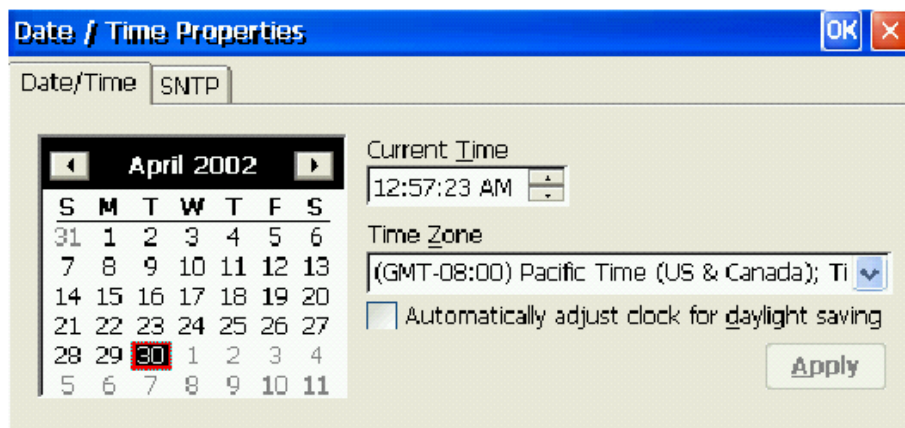 Date / Time Properties OK
Date/Time SNTP
April 2002
S M T W T F S
31 1 2 3 4 5 6
7 8 9 10 11 12 13
14 15 16 17 18 19 20
21 22 23 24 25 26 27
28 29 30 1 2 3 4
5 6 7 8 9 10 11
Current Time
12:57:23 AM
Time Zone
(GMT-08:00) Pacific Time (US & Canada); Ti
Automatically adjust clock for daylight saving
Apply